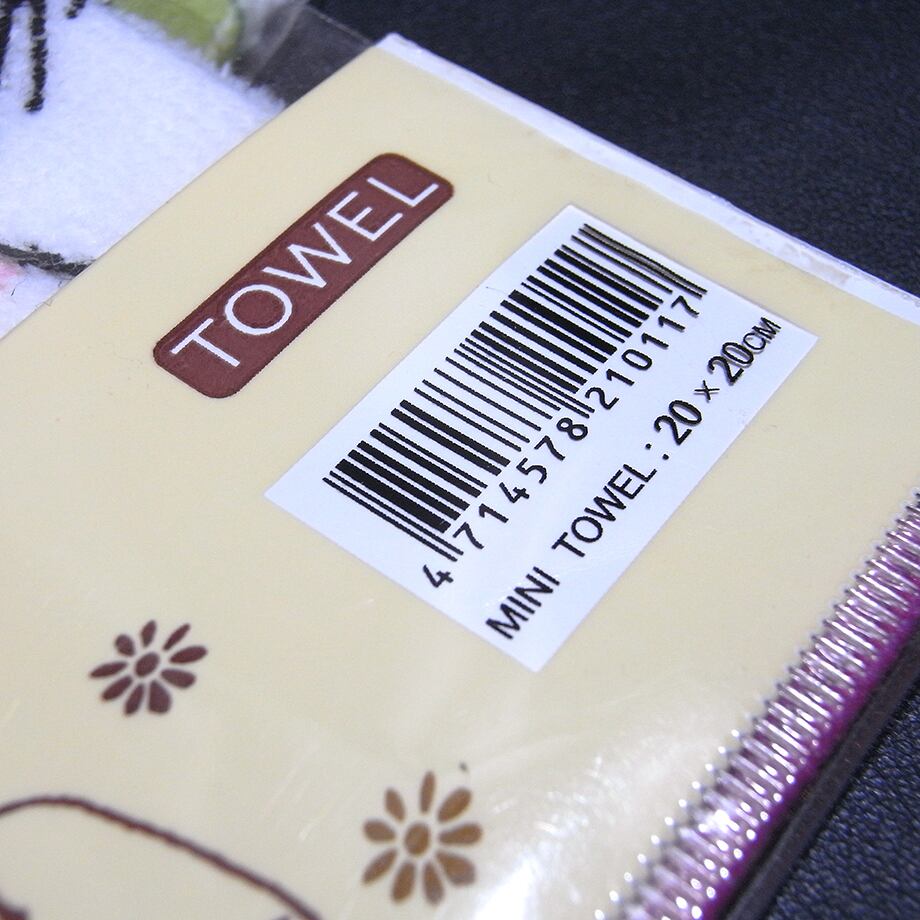 TOWEL
4 714578 210117
MINI TOWEL : 20 × 20CM